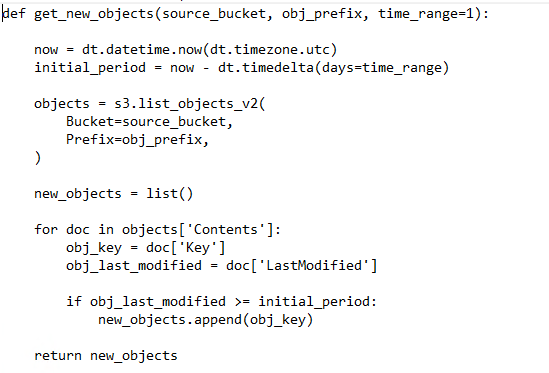 def get_new_objects(source_bucket, obj_prefix, time_range=1):
now = dt.datetime.now(dt.timezone.utc)
initial_period = now - dt.timedelta(days=time_range)
objects = s3.list_objects_v2(
Bucket=source_bucket,
Prefix=obj_prefix,
)
new_objects = list()
for doc in objects['Contents']:
obj_key = doc['Key']
obj_last_modified = doc['LastModified']
if obj_last_modified >= initial_period:
new_objects.append(obj_key)
return new_objects